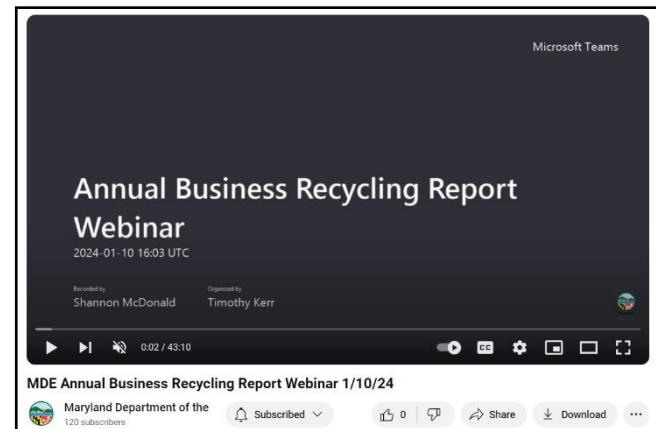 Microsoft Teams
Annual Business Recycling Report
Webinar
2024-01-10 16:03 UTC
Recorded by
Organized by
Shannon McDonald
Timothy Kerr
0:02 / 43:10
CC
MDE Annual Business Recycling Report Webinar 1/10/24
Maryland Department of the
120 subscribers
Subscribed
0
Share
Download